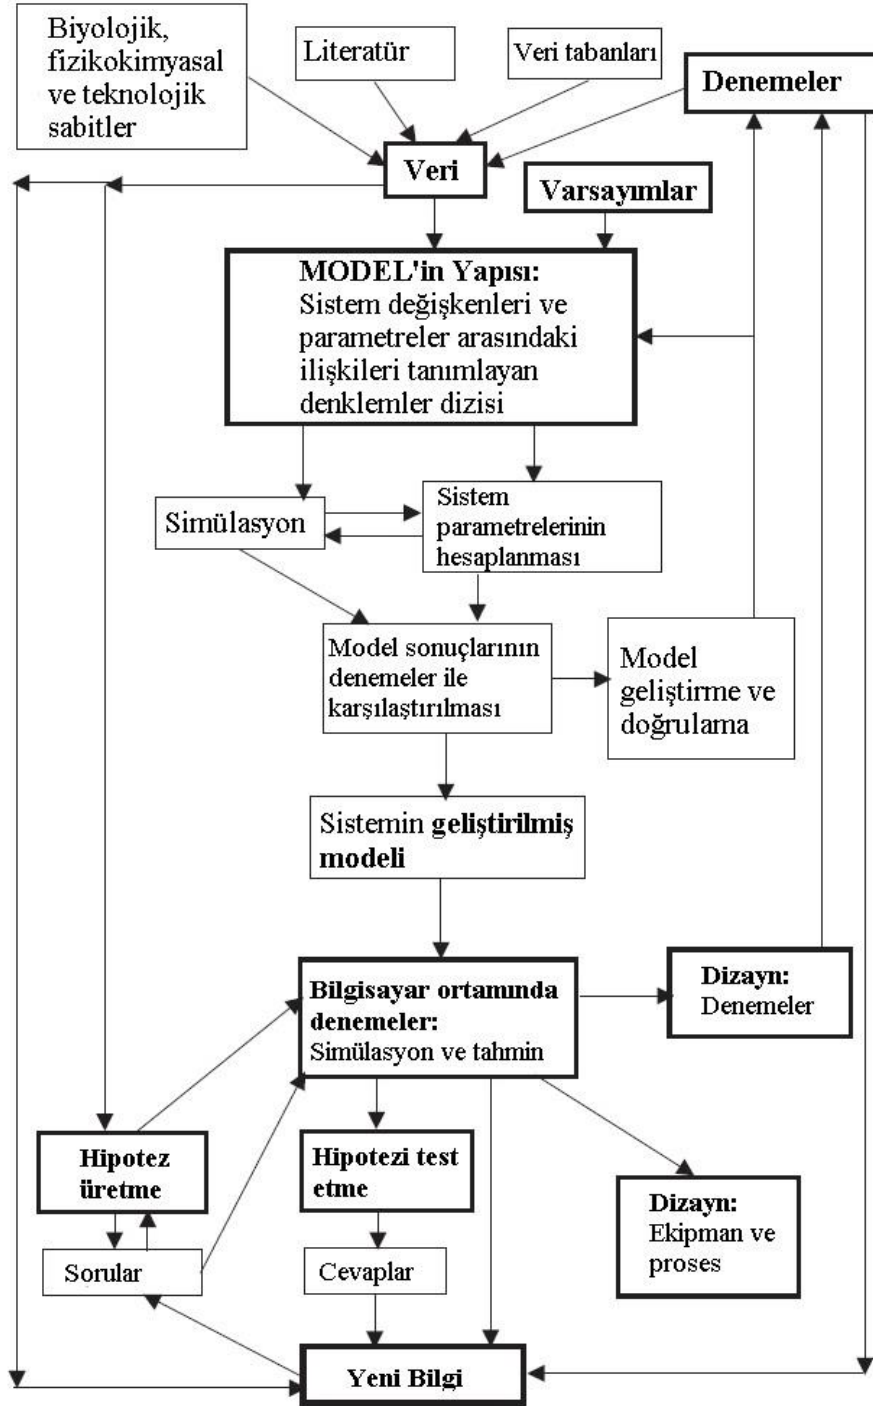 Biyolojik,
fizikokimyasal
ve teknolojik
sabitler
Literatür
Veri tabanları
Denemeler
Veri
Varsayımlar
MODEL'in Yapısı:
Sistem değişkenleri ve
parametreler arasındaki
ilişkileri tanımlayan
denklemler dizisi
Simülasyon
Sistem
parametrelerinin
hesaplanması
Model sonuçlarının
denemeler ile
karşılaştırılması
Model
geliştirme ve
doğrulama
Sistemin geliştirilmiş
modeli
Bilgisayar ortamında
denemeler:
Simülasyon ve tahmin
Dizayn:
Denemeler
Hipotez
üretme
Hipotezi test
etme
Dizayn:
Ekipman ve
proses
Sorular
Cevaplar
Yeni Bilgi